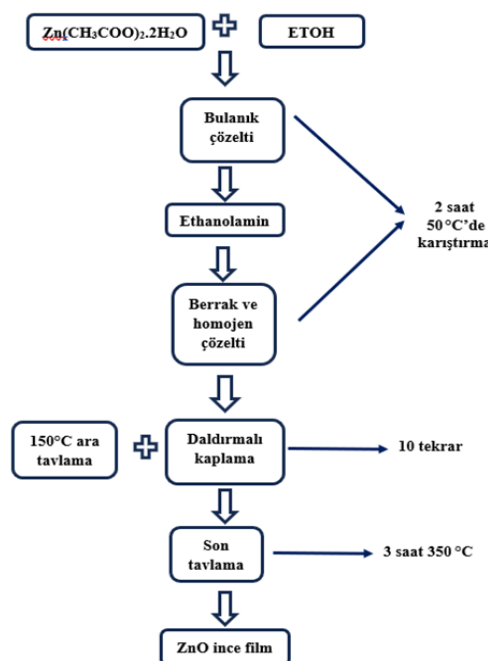 Zn(CH₃COO)₂.2H₂O
ETOH
Bulanık
çözelti
Ethanolamin
2 saat
50 °C'de
karıştırma
Berrak ve
homojen
çözelti
150°C ara
tavlama
Daldırmalı
kaplama
10 tekrar
Son
tavlama
3 saat 350 °C
ZnO ince film